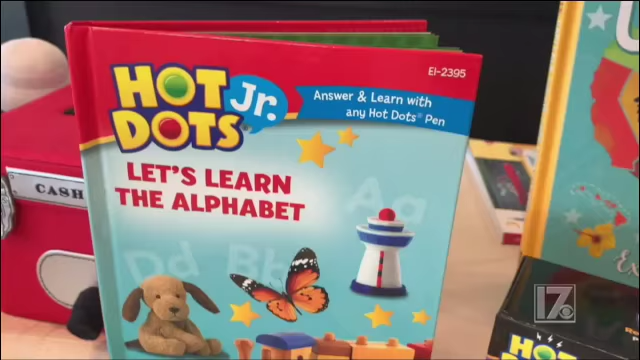 EI-2395
HOT
DOTS®
Jr.
Answer & Learn with
any Hot Dots® Pen
LET'S LEARN
THE ALPHABET
Aa
Dd Bb
CASH
17
HOT